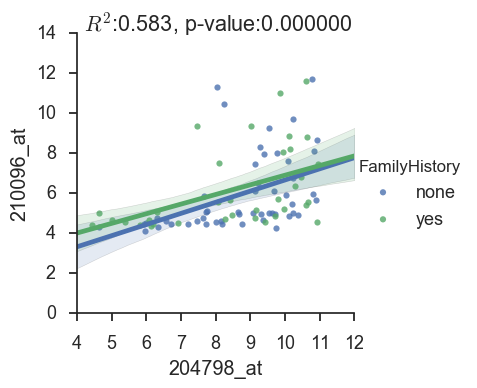 R²:0.583, p-value:0.000000
14
12
10
8
6
4
2
0
210096_at
4 5 6 7 8 9 10 11 12
204798_at
FamilyHistory
none
yes